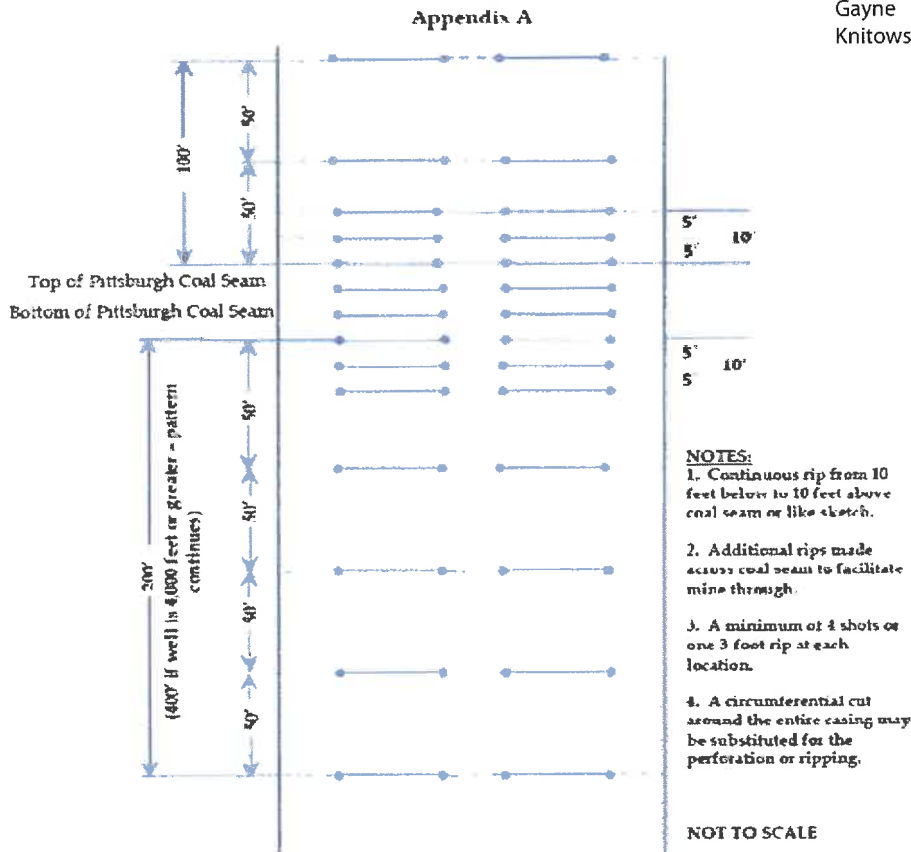 Appendix A
Gayne
Knitows
100'
50'
50'
5'
5'
10'
Top of Pittsburgh Coal Seam
Bottom of Pittsburgh Coal Seam
5'
5
10'
200'
(400' if well is 4,000 feet or greater - pattern
continues)
50'
50'
50'
50'
NOTES:
1. Continuous rip from 10
feet below to 10 feet above
coal seam or like sketch.
2. Additional rips made
across coal seam to facilitate
mine through.
3. A minimum of 4 shots or
one 3 foot rip at each
location.
4. A circumferential cut
around the entire casing may
be substituted for the
perforation or ripping.
NOT TO SCALE